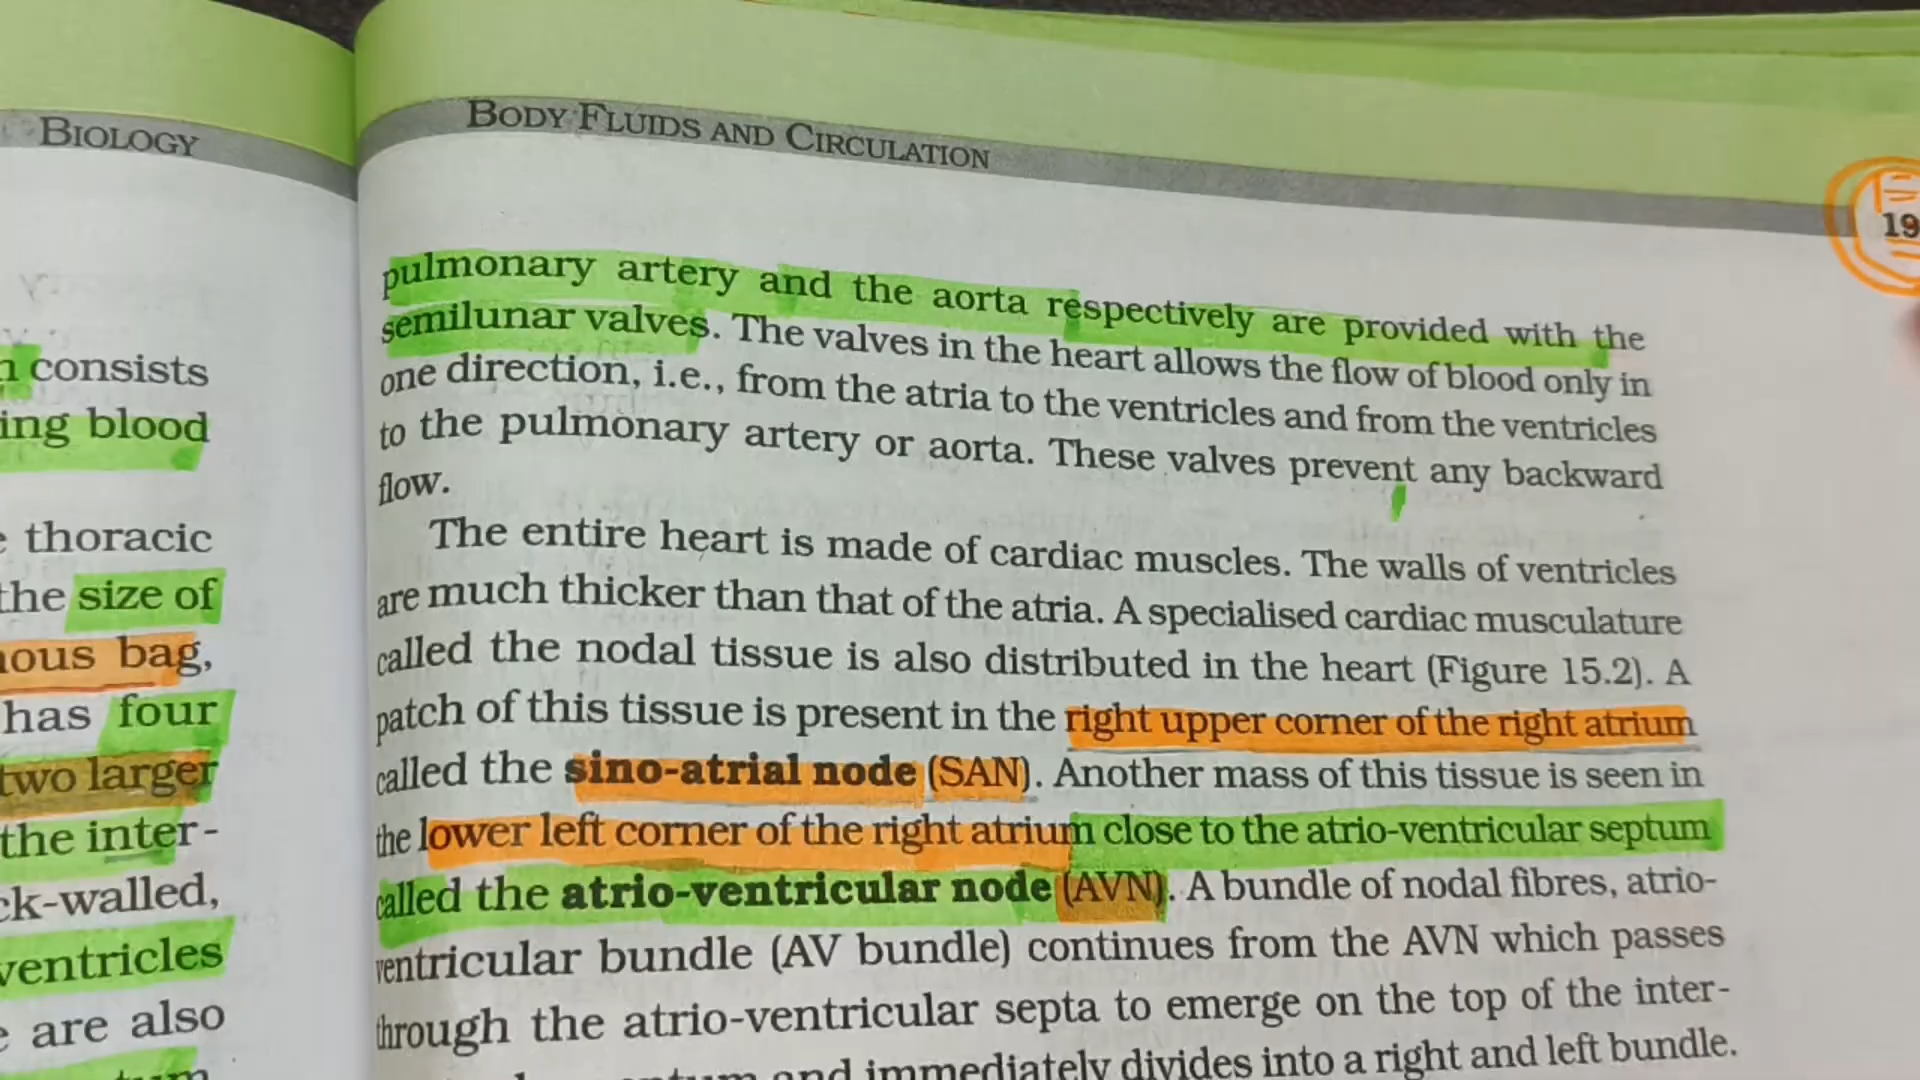 BIOLOGY
consists
ing blood
thoracic
the size of
ous bag,
has four
two larger
the inter-
ck-walled,
ventricles
are also
BODY FLUIDS AND CIRCULATION
19
pulmonary artery and the aorta respectively are provided with the
semilunar valves. The valves in the heart allows the flow of blood only in
one direction, i.e., from the atria to the ventricles and from the ventricles
to the pulmonary artery or aorta. These valves prevent any backward
flow.
The entire heart is made of cardiac muscles. The walls of ventricles
are much thicker than that of the atria. A specialised cardiac musculature
called the nodal tissue is also distributed in the heart (Figure 15.2). A
patch of this tissue is present in the right upper corner of the right atrium
called the sino-atrial node (SAN). Another mass of this tissue is seen in
the lower left corner of the right atrium close to the atrio-ventricular septum
called the atrio-ventricular node (AVN). A bundle of nodal fibres, atrio-
ventricular bundle (AV bundle) continues from the AVN which passes
through the atrio-ventricular septa to emerge on the top of the inter-
and immediately divides into a right and left bundle.